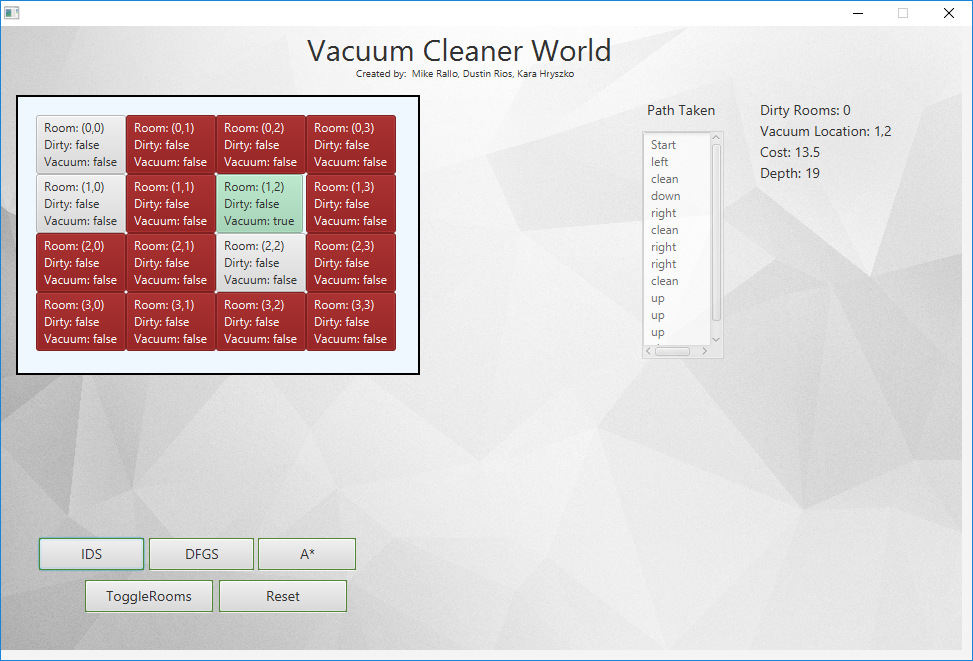 Vacuum Cleaner World
Created by: Mike Rallo, Dustin Rios, Kara Hryszko
Room: (0,0)
Dirty: false
Vacuum: false
Room: (0,1)
Dirty: false
Vacuum: false
Room: (0,2)
Dirty: false
Vacuum: false
Room: (0,3)
Dirty: false
Vacuum: false
Room: (1,0)
Dirty: false
Vacuum: false
Room: (1,1)
Dirty: false
Vacuum: false
Room: (1,2)
Dirty: false
Vacuum: true
Room: (1,3)
Dirty: false
Vacuum: false
Room: (2,0)
Dirty: false
Vacuum: false
Room: (2,1)
Dirty: false
Vacuum: false
Room: (2,2)
Dirty: false
Vacuum: false
Room: (2,3)
Dirty: false
Vacuum: false
Room: (3,0)
Dirty: false
Vacuum: false
Room: (3,1)
Dirty: false
Vacuum: false
Room: (3,2)
Dirty: false
Vacuum: false
Room: (3,3)
Dirty: false
Vacuum: false
Path Taken
Start
left
clean
down
right
clean
right
right
clean
up
up
up
Dirty Rooms: 0
Vacuum Location: 1,2
Cost: 13.5
Depth: 19
IDS
DFGS
A*
ToggleRooms
Reset